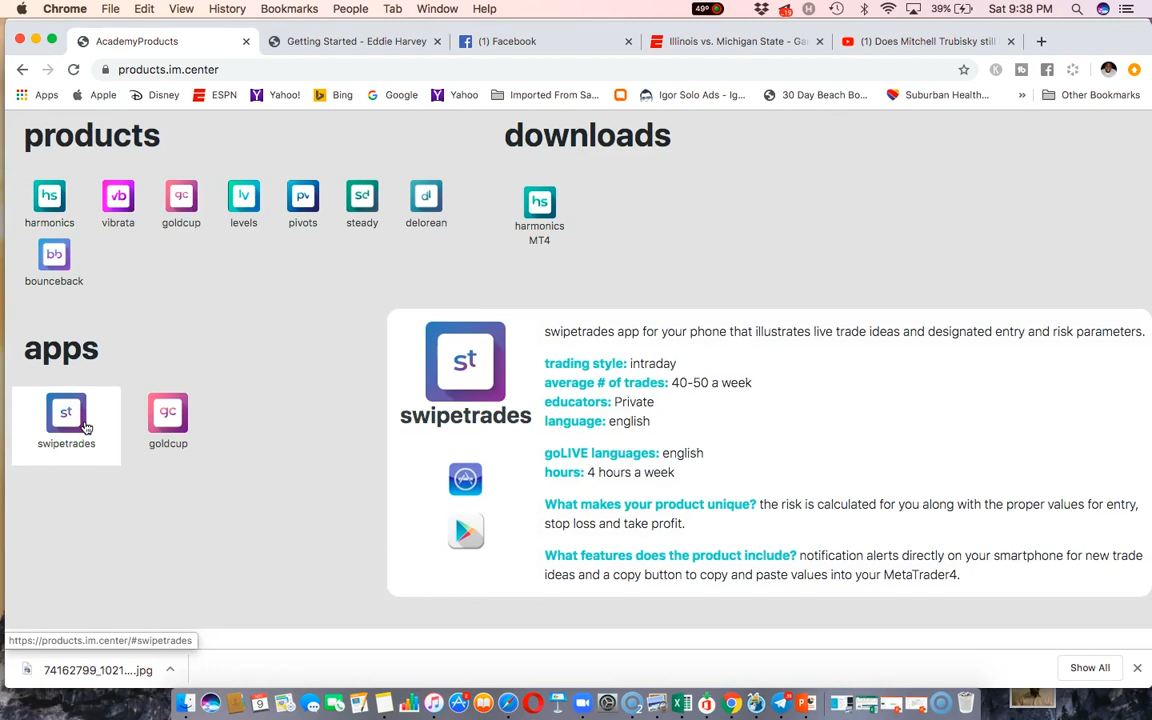 Chrome File Edit View History Bookmarks People Tab Window Help 49° 39% Sat 9:38 PM
AcademyProducts Getting Started - Eddie Harvey (1) Facebook Illinois vs. Michigan State - Ga (1) Does Mitchell Trubisky still
products.im.center
Apps Apple Disney ESPN Yahoo! Bing Google Yahoo Imported From Sa... Igor Solo Ads - Ig... 30 Day Beach Bo... Suburban Health... » Other Bookmarks
products
downloads
hs vb gc lv pv sd dl
harmonics vibrata goldcup levels pivots steady delorean
hs
harmonics
MT4
bb
bounceback
apps
st
swipetrades
gc
goldcup
st
swipetrades
swipetrades app for your phone that illustrates live trade ideas and designated entry and risk parameters.
trading style: intraday
average # of trades: 40-50 a week
educators: Private
language: english
goLIVE languages: english
hours: 4 hours a week
What makes your product unique? the risk is calculated for you along with the proper values for entry,
stop loss and take profit.
What features does the product include? notification alerts directly on your smartphone for new trade
ideas and a copy button to copy and paste values into your MetaTrader4.
https://products.im.center/#swipetrades
74162799_1021....jpg
Show All